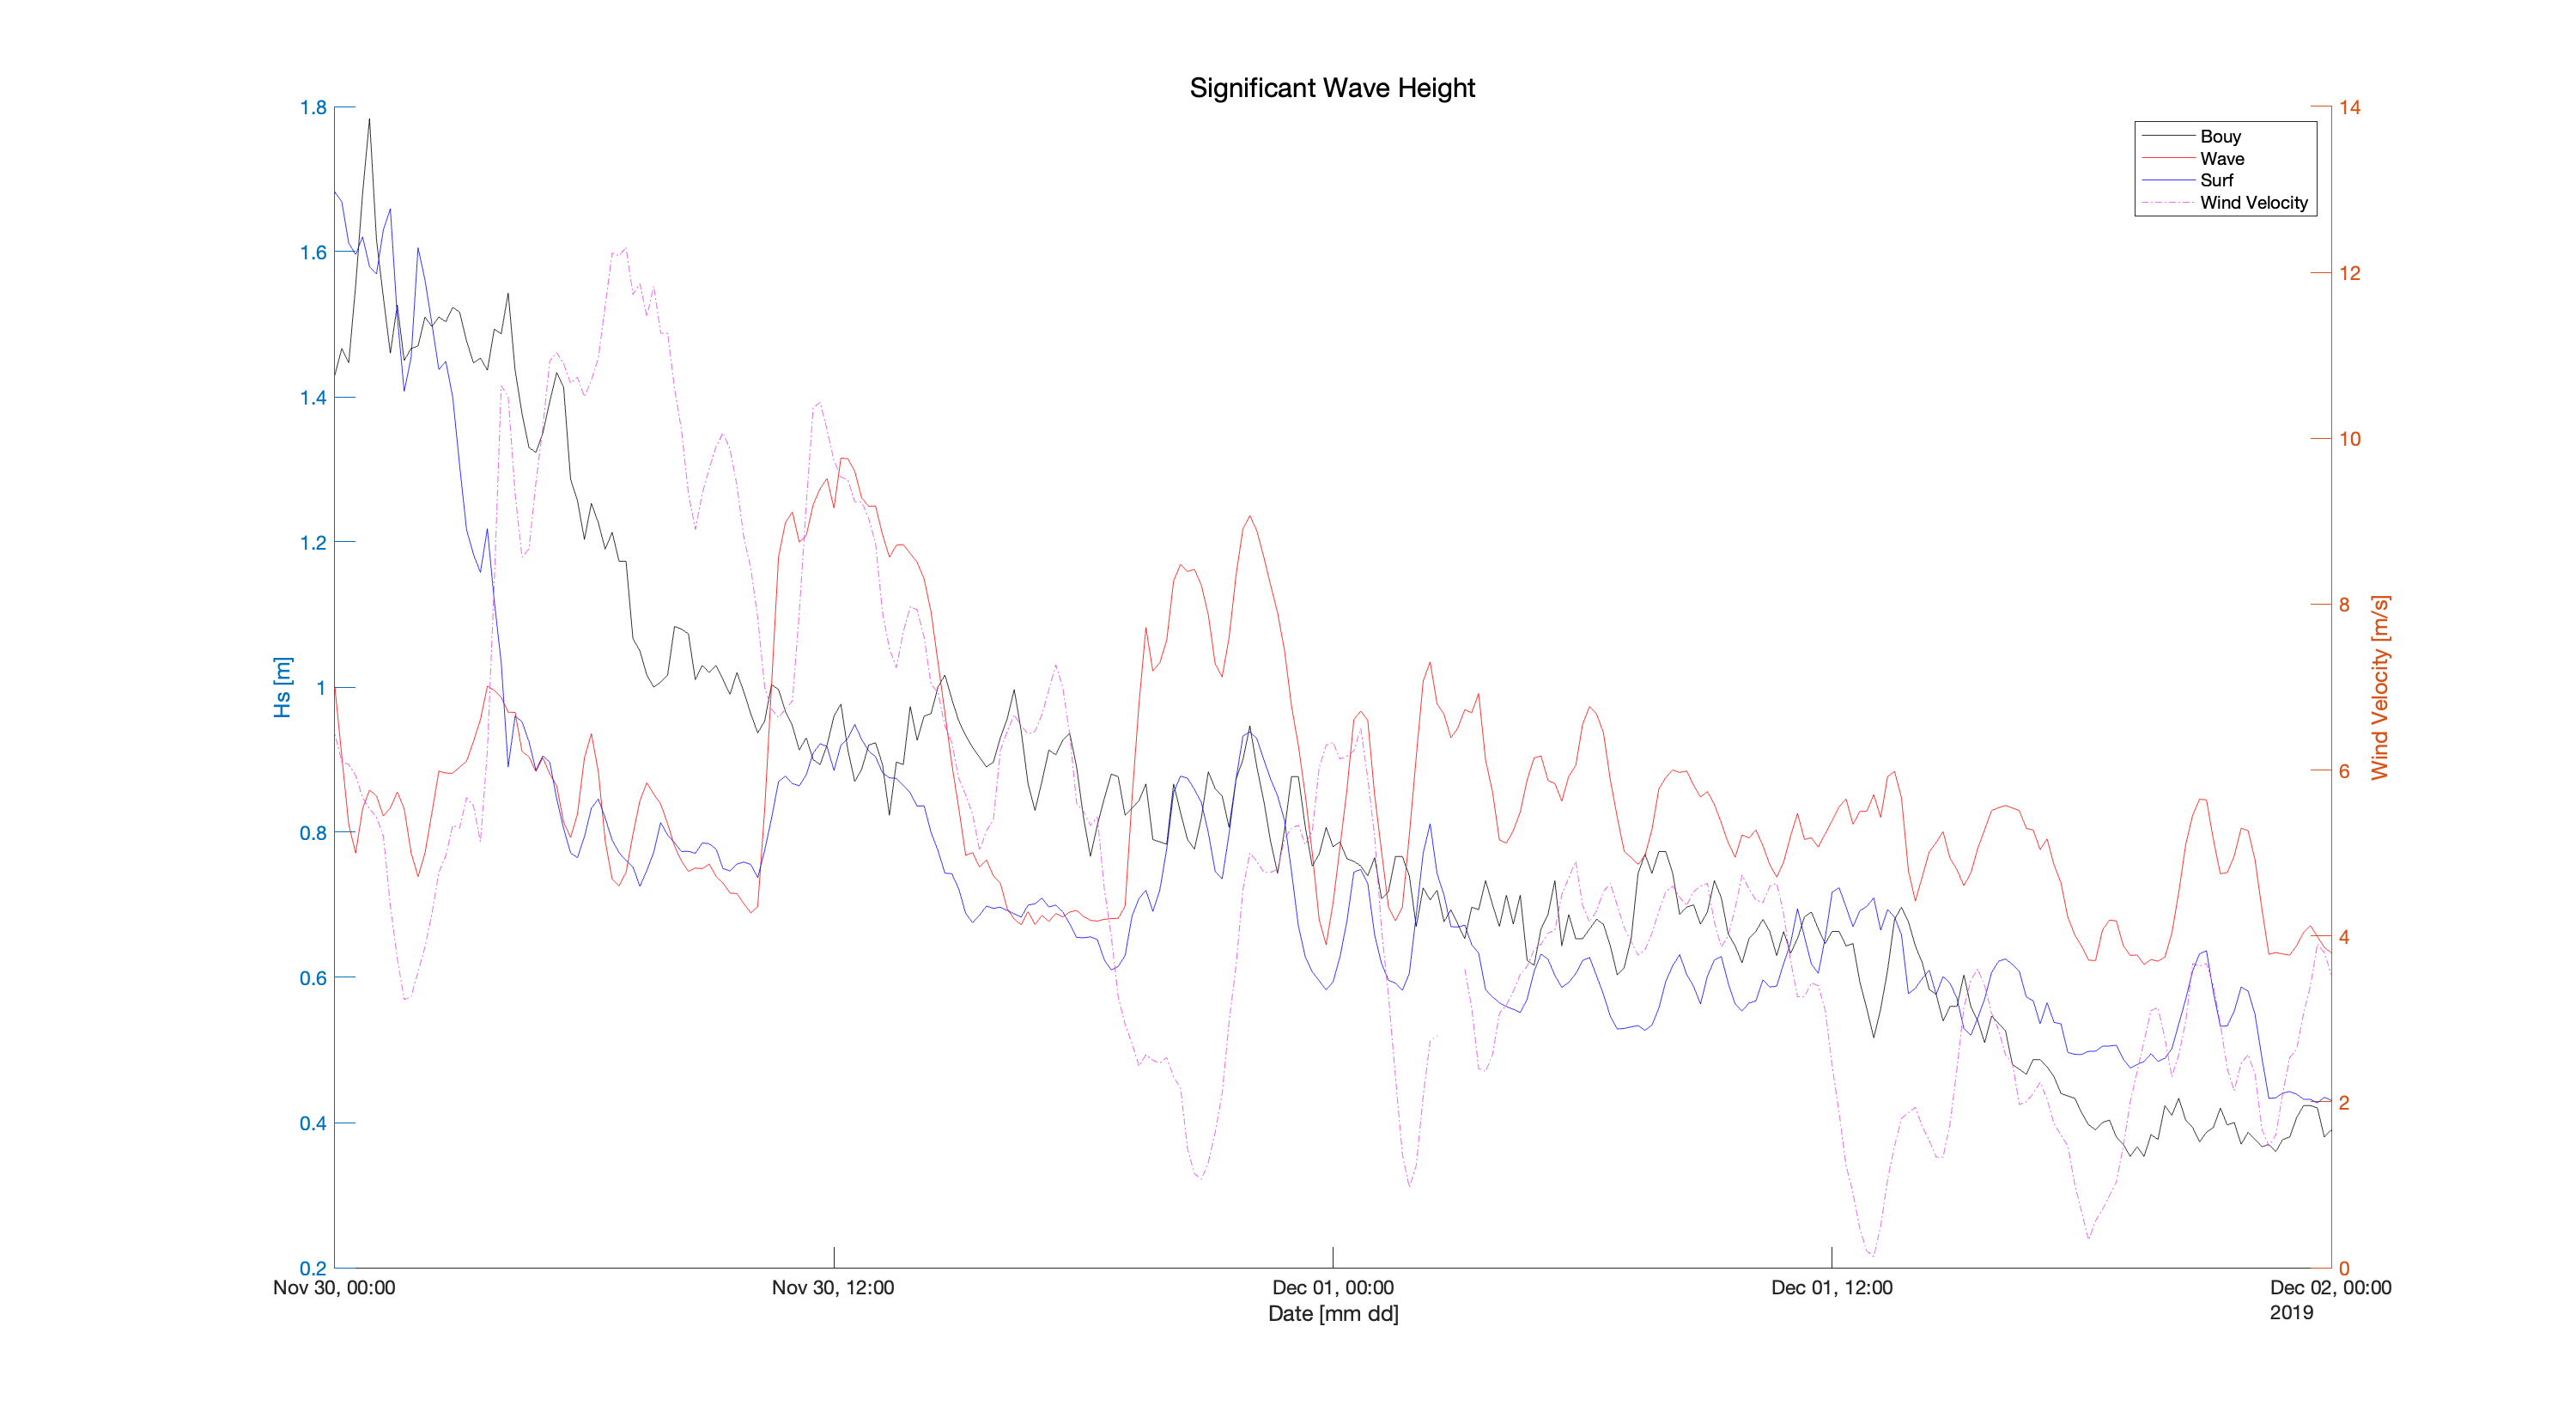 Significant Wave Height
1.8
1.6
1.4
1.2
1
0.8
0.6
0.4
0.2
Hs [m]
14
12
10
8
6
4
2
0
Wind Velocity [m/s]
Bouy
Wave
Surf
Wind Velocity
Nov 30, 00:00
Nov 30, 12:00
Dec 01, 00:00
Dec 01, 12:00
Dec 02, 00:00
2019
Date [mm dd]